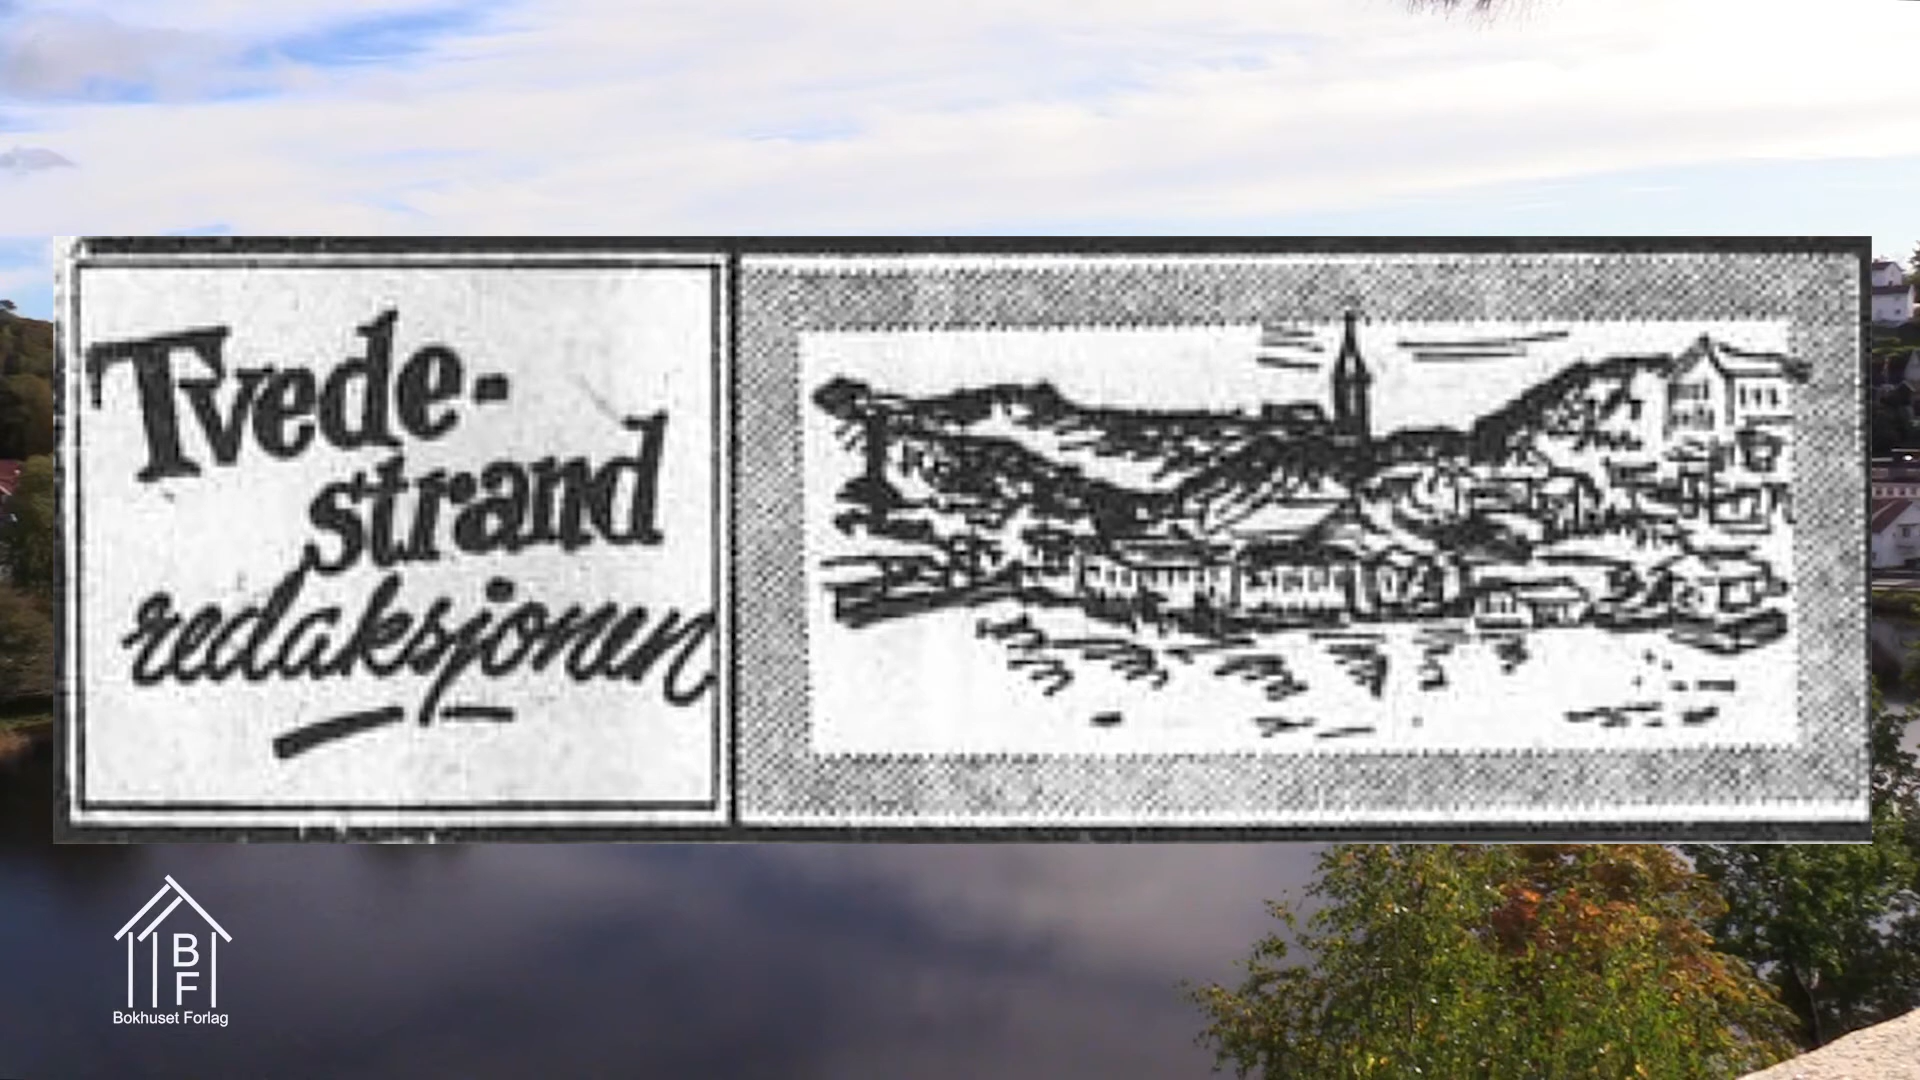 Tvede-
strand
redaksjonen
B
F
Bokhuset Forlag